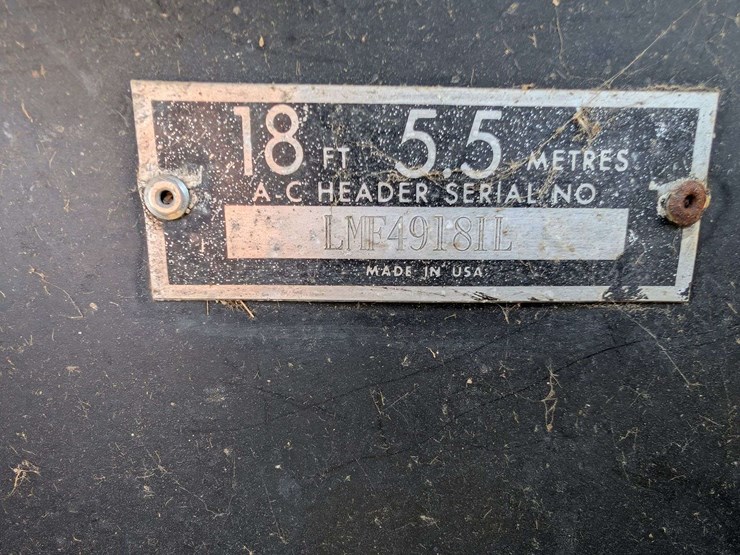 18 FT 5.5 METRES
A C HEADER SERIAL NO
LMF49181L
MADE IN USA